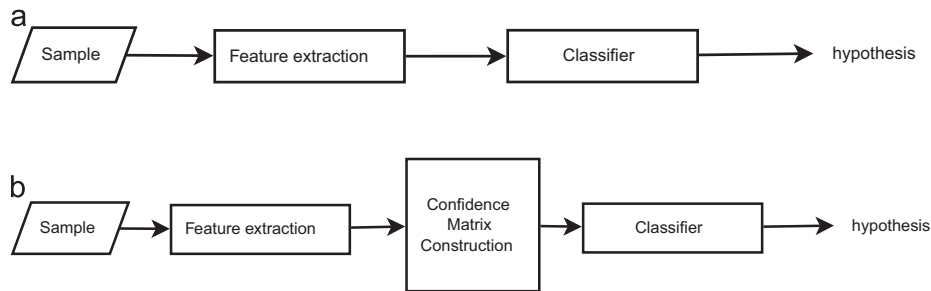 a
Sample
Feature extraction
Classifier
hypothesis
b
Sample
Feature extraction
Confidence
Matrix
Construction
Classifier
hypothesis